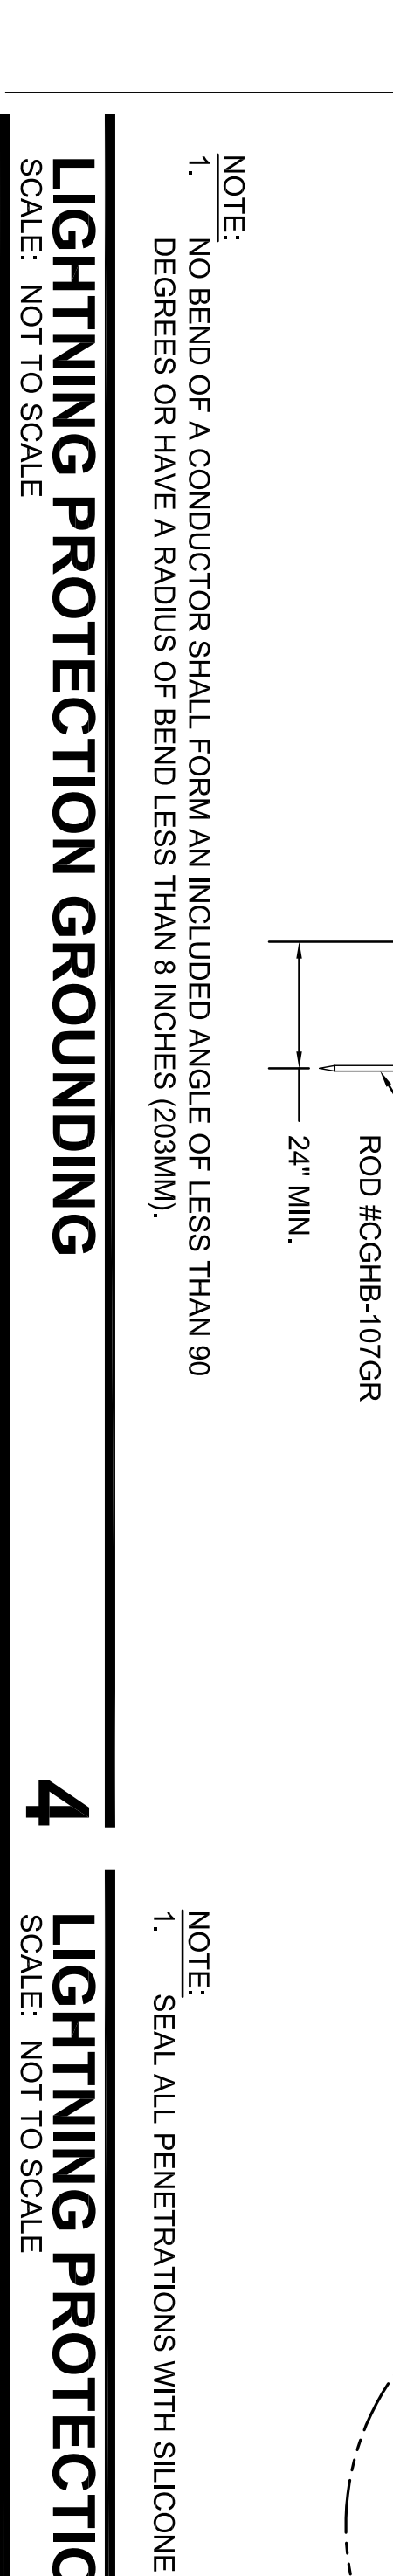 ROD #CGHB-107GR
24" MIN.
NOTE:
1. NO BEND OF A CONDUCTOR SHALL FORM AN INCLUDED ANGLE OF LESS THAN 90
DEGREES OR HAVE A RADIUS OF BEND LESS THAN 8 INCHES (203MM).
LIGHTNING PROTECTION GROUNDING
4
SCALE: NOT TO SCALE
NOTE:
1. SEAL ALL PENETRATIONS WITH SILICONE
LIGHTNING PROTECTIO
SCALE: NOT TO SCALE